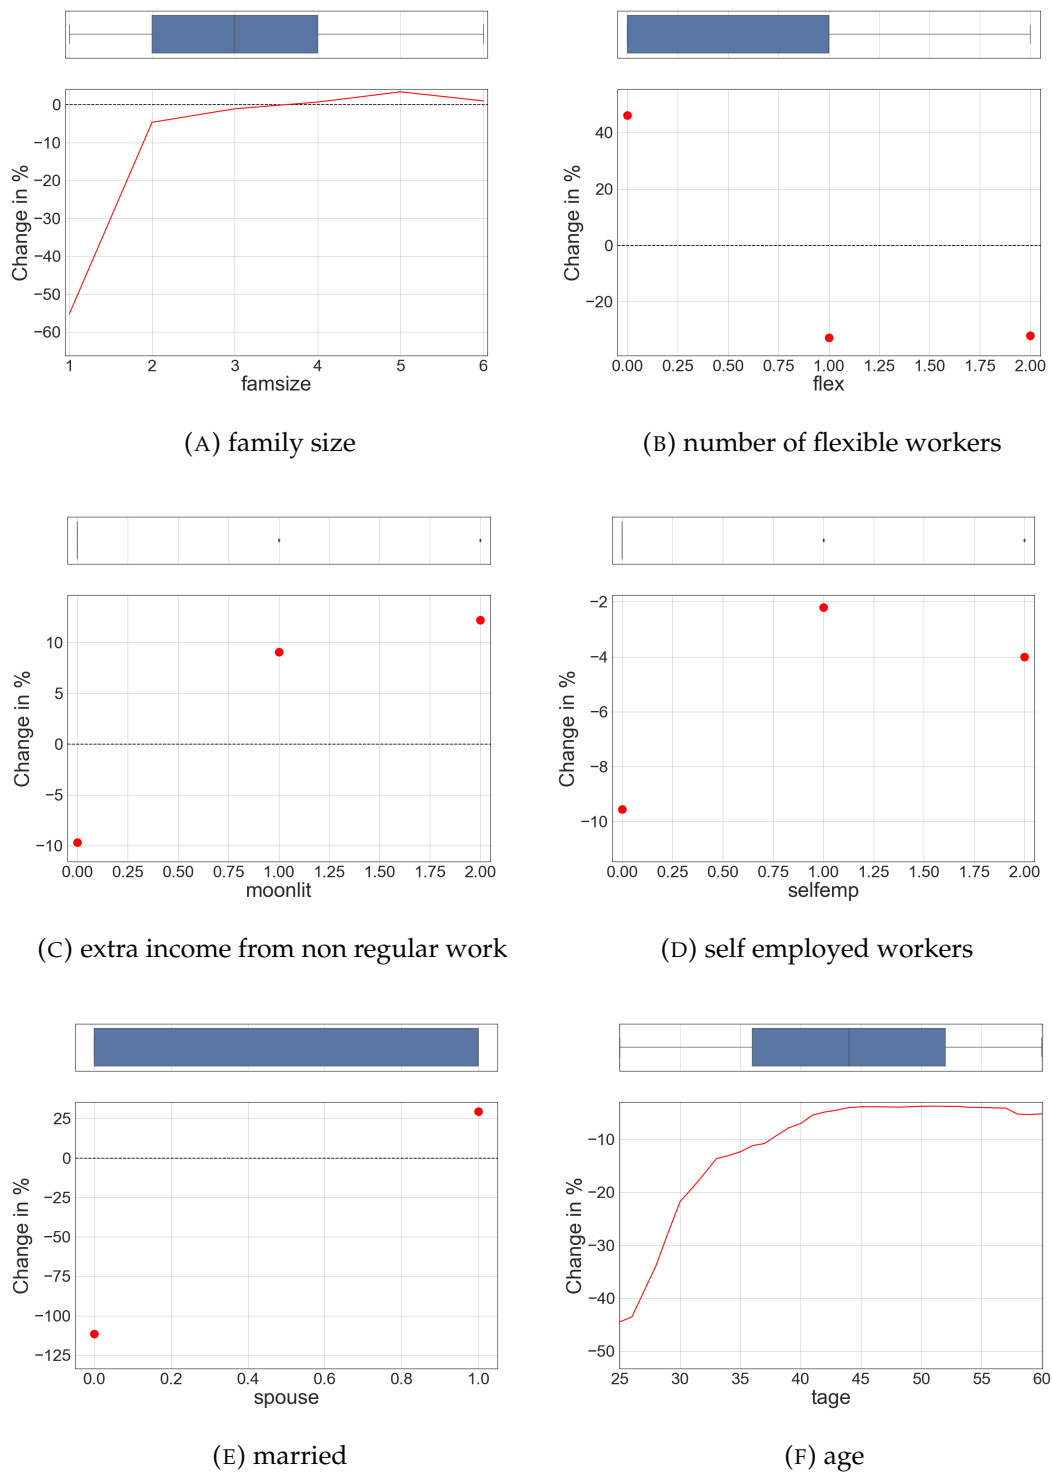 0
−10
−20
−30
−40
−50
−60
Change in %
1 2 3 4 5 6
famsize
(A) family size
40
20
0
−20
Change in %
0.00 0.25 0.50 0.75 1.00 1.25 1.50 1.75 2.00
flex
(B) number of flexible workers
10
5
0
−5
−10
Change in %
0.00 0.25 0.50 0.75 1.00 1.25 1.50 1.75 2.00
moonlit
(C) extra income from non regular work
−2
−4
−6
−8
−10
Change in %
0.00 0.25 0.50 0.75 1.00 1.25 1.50 1.75 2.00
selfemp
(D) self employed workers
25
0
−25
−50
−75
−100
−125
Change in %
0.0 0.2 0.4 0.6 0.8 1.0
spouse
(E) married
−10
−20
−30
−40
−50
Change in %
25 30 35 40 45 50 55 60
tage
(F) age